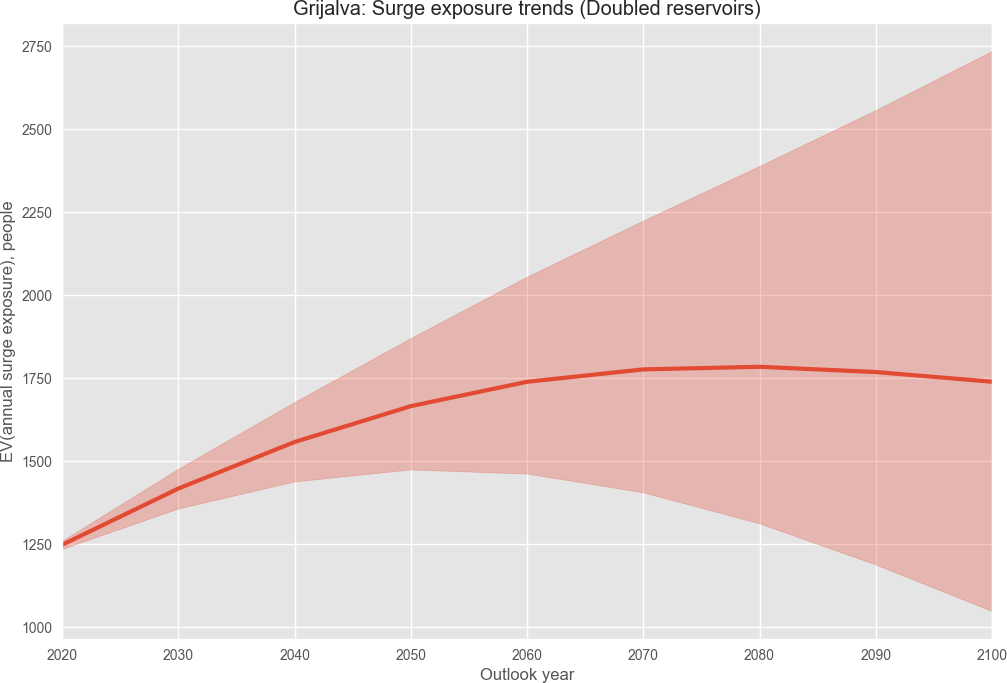 Grijalva: Surge exposure trends (Doubled reservoirs)
EV(annual surge exposure), people
2750
2500
2250
2000
1750
1500
1250
1000
2020 2030 2040 2050 2060 2070 2080 2090 2100
Outlook year